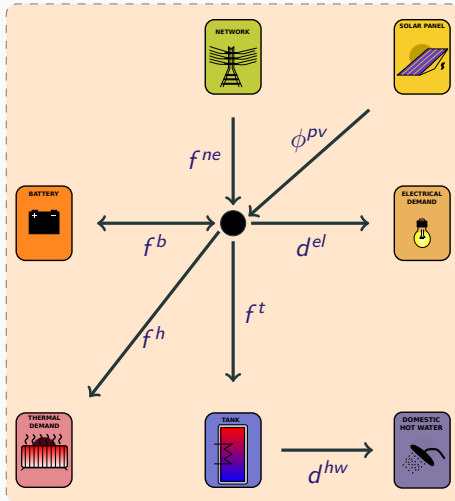 NETWORK
SOLAR PANEL
f^{ne}
ϕ^{pv}
BATTERY
ELECTRICAL
DEMAND
f^{b}
d^{el}
f^{t}
f^{h}
THERMAL
DEMAND
TANK
DOMESTIC
HOT WATER
d^{hw}